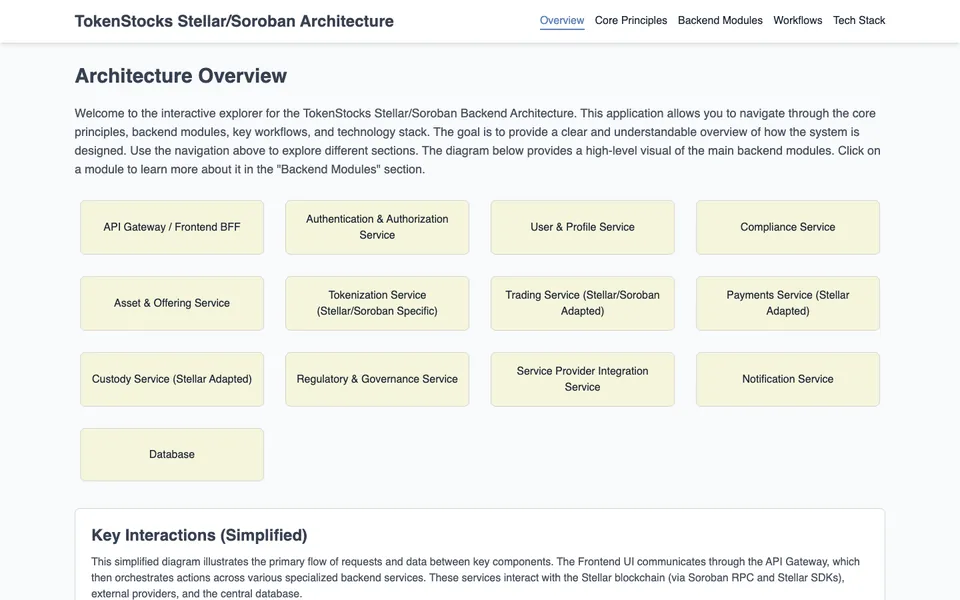 TokenStocks Stellar/Soroban Architecture
Overview Core Principles Backend Modules Workflows Tech Stack
Architecture Overview
Welcome to the interactive explorer for the TokenStocks Stellar/Soroban Backend Architecture. This application allows you to navigate through the core
principles, backend modules, key workflows, and technology stack. The goal is to provide a clear and understandable overview of how the system is
designed. Use the navigation above to explore different sections. The diagram below provides a high-level visual of the main backend modules. Click on
a module to learn more about it in the "Backend Modules" section.
API Gateway / Frontend BFF
Authentication & Authorization
Service
User & Profile Service
Compliance Service
Asset & Offering Service
Tokenization Service
(Stellar/Soroban Specific)
Trading Service (Stellar/Soroban
Adapted)
Payments Service (Stellar
Adapted)
Custody Service (Stellar Adapted)
Regulatory & Governance Service
Service Provider Integration
Service
Notification Service
Database
Key Interactions (Simplified)
This simplified diagram illustrates the primary flow of requests and data between key components. The Frontend UI communicates through the API Gateway, which
then orchestrates actions across various specialized backend services. These services interact with the Stellar blockchain (via Soroban RPC and Stellar SDKs),
external providers, and the central database.